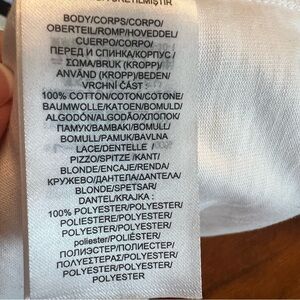 BODY/CORPS/CORPO/
OBERTEIL/ROMP/HOVEDDEL/
CUERPO/CORPO/
ПЕРЕД И СПИНКА/КОРПУС/
ΣΩΜΑ/BRUK (KROPP)/
ANVÄND (KROPP)/BEDEN/
VRCHNÍ ČÁST
100% COTTON/COTON/COTONE/
BAUMWOLLE/KATOEN/BOMULD/
ALGODÓN/ALGODÃO/ХЛОПОК/
ΠΑΜΥΚ/BAMBAKI/BOMULL/
BOMULL/PAMUK/BAVLNA
LACE/DENTELLE /
PIZZO/SPITZE /KANT/
BLONDE/ENCAJE/RENDA/
КРУЖЕВО/ΔΑΝΤΕΛΑ/ΔΑΝΤΕΛΑ/
BLONDE/SPETSAR/
DANTEL/KRAJKA :
100% POLYESTER/POLYESTER/
POLIESTERE/POLYESTER/
POLYESTER/POLYESTER/
poliester/POLIÉSTER/
ПОЛИЭСТЕР/ПОЛИЕСТЕР/
ΠΟΛΥΕΣΤΕΡΑΣ/POLYESTER/
POLYESTER/POLYESTER/
POLYESTER